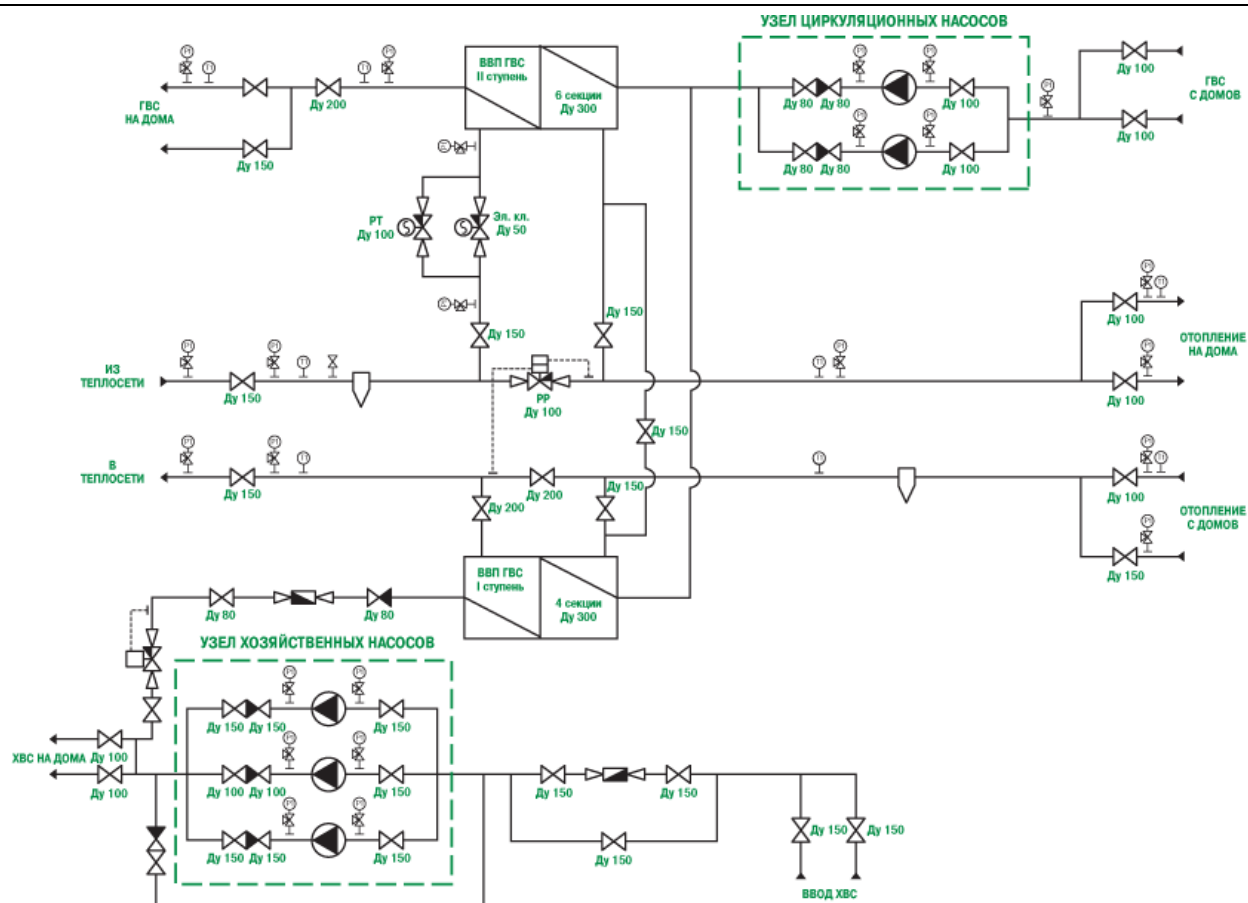 УЗЕЛ ЦИРКУЛЯЦИОННЫХ НАСОСОВ
ВВП ГВС
II ступень
6 секции
Ду 300
ГВС
НА ДОМА
Ду 200
Ду 150
Ду 80 Ду 80
Ду 100
Ду 80 Ду 80
Ду 100
Ду 100
Ду 100
ГВС
С ДОМОВ
РТ
Ду 100
Эл. кл.
Ду 50
Ду 150
Ду 150
ИЗ
ТЕПЛОСЕТИ
Ду 150
РР
Ду 100
Ду 100
Ду 100
ОТОПЛЕНИЕ
НА ДОМА
Ду 150
В
ТЕПЛОСЕТИ
Ду 150
Ду 200
Ду 200
Ду 150
Ду 100
Ду 150
ОТОПЛЕНИЕ
С ДОМОВ
ВВП ГВС
I ступень
4 секции
Ду 300
Ду 80
Ду 80
УЗЕЛ ХОЗЯЙСТВЕННЫХ НАСОСОВ
Ду 150 Ду 150
Ду 150
Ду 100 Ду 100
Ду 150
Ду 150 Ду 150
Ду 150
ХВС НА ДОМА
Ду 100
Ду 100
Ду 150
Ду 150
Ду 150
Ду 150
Ду 150
ВВОД ХВС